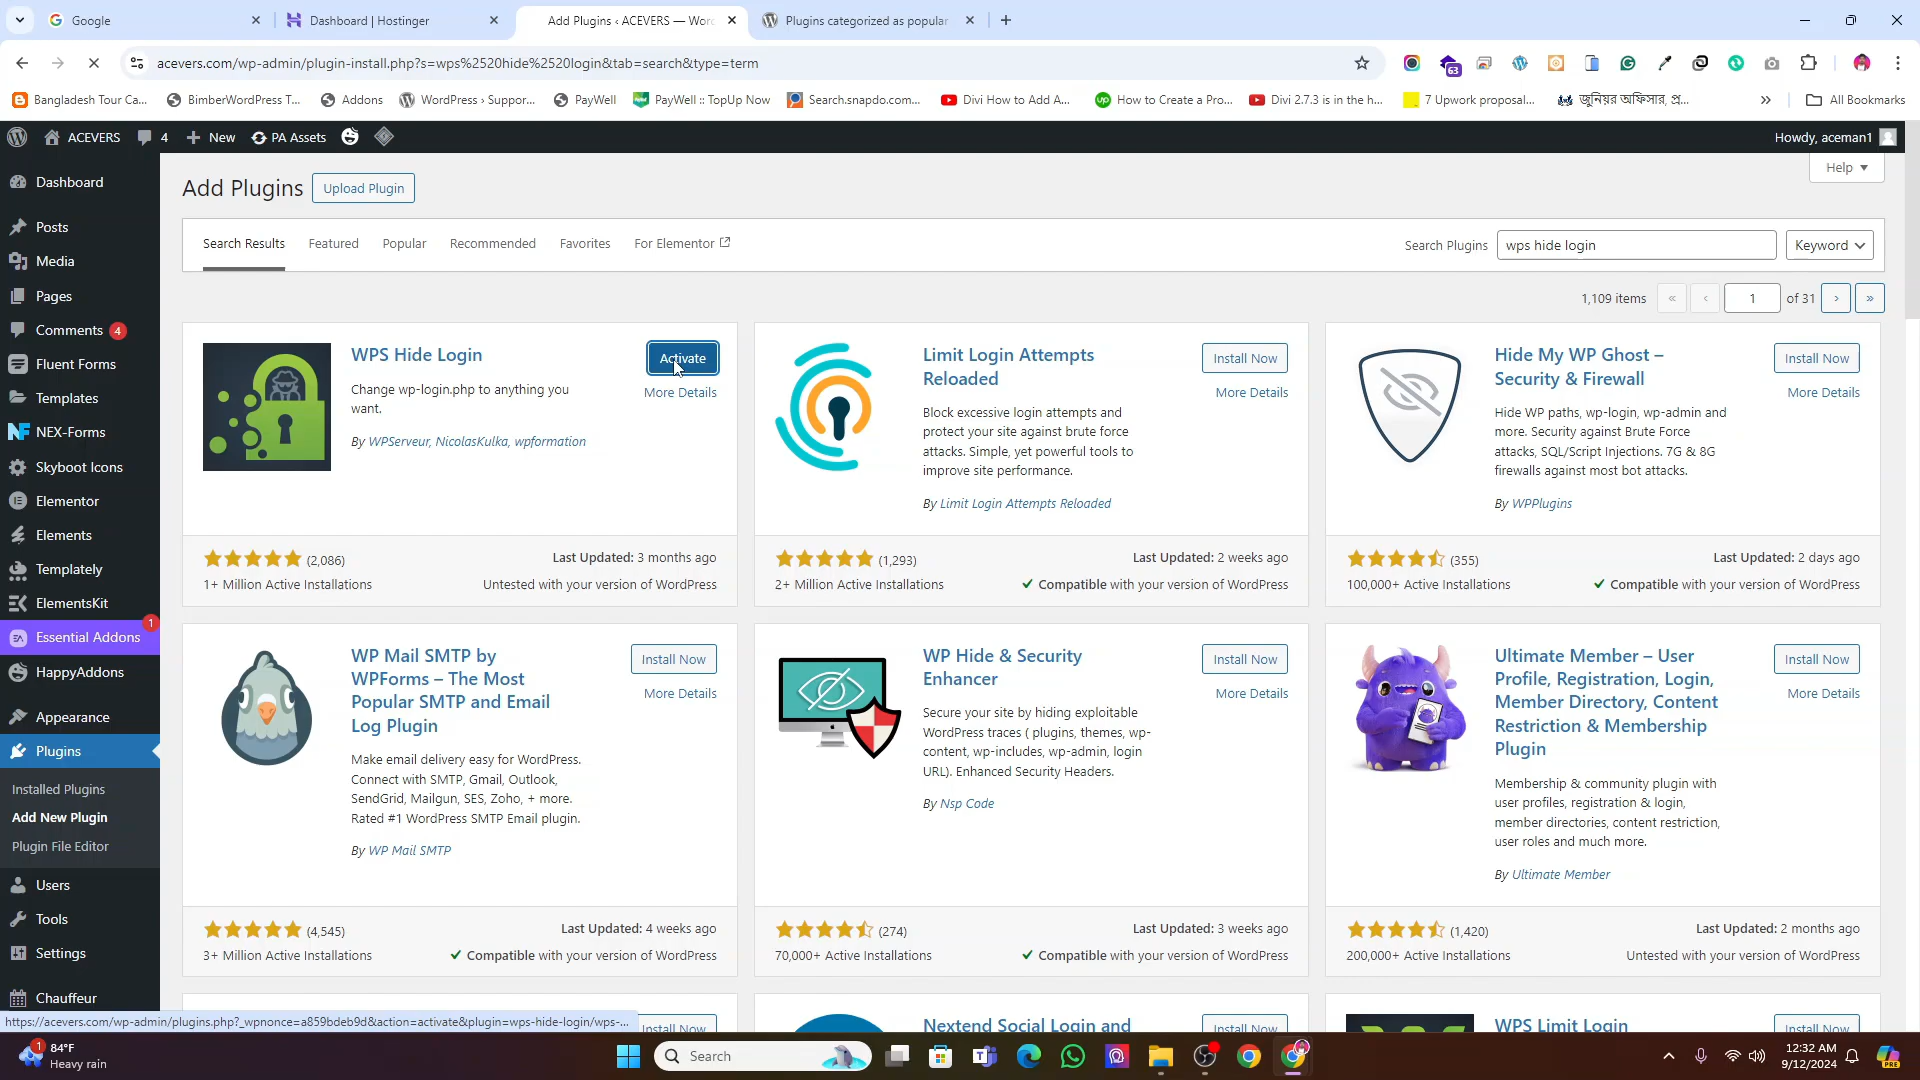 Google
Dashboard | Hostinger
Add Plugins ‹ ACEVERS — Worc
Plugins categorized as popular
acevers.com/wp-admin/plugin-install.php?s=wps%2520hide%2520login&tab=search&type=term
63
Bangladesh Tour Ca...
BimberWordPress T...
Addons
WordPress › Suppor...
PayWell
PayWell :: TopUp Now
Search.snapdo.com...
Divi How to Add A...
How to Create a Pro...
Divi 2.7.3 is in the h...
7 Upwork proposal...
জুনিয়র অফিসার, প্র...
»
All Bookmarks
ACEVERS
4
New
PA Assets
Howdy, aceman1
Dashboard
Posts
Media
Pages
Comments 4
Fluent Forms
Templates
NEX-Forms
Skyboot Icons
Elementor
Elements
Templately
ElementsKit
Essential Addons 1
HappyAddons
Appearance
Plugins
Installed Plugins
Add New Plugin
Plugin File Editor
Users
Tools
Settings
Chauffeur
Help
Add Plugins
Upload Plugin
Search Results
Featured
Popular
Recommended
Favorites
For Elementor
Search Plugins
wps hide login
Keyword
1,109 items
«
‹
1
of 31
›
»
WPS Hide Login
Activate
More Details
Change wp-login.php to anything you
want.
By WPServeur, NicolasKulka, wpformation
(2,086)
Last Updated: 3 months ago
1+ Million Active Installations
Untested with your version of WordPress
Limit Login Attempts
Reloaded
Install Now
More Details
Block excessive login attempts and
protect your site against brute force
attacks. Simple, yet powerful tools to
improve site performance.
By Limit Login Attempts Reloaded
(1,293)
Last Updated: 2 weeks ago
2+ Million Active Installations
Compatible with your version of WordPress
Hide My WP Ghost –
Security & Firewall
Install Now
More Details
Hide WP paths, wp-login, wp-admin and
more. Security against Brute Force
attacks, SQL/Script Injections. 7G & 8G
firewalls against most bot attacks.
By WPPlugins
(355)
Last Updated: 2 days ago
100,000+ Active Installations
Compatible with your version of WordPress
WP Mail SMTP by
WPForms – The Most
Popular SMTP and Email
Log Plugin
Install Now
More Details
Make email delivery easy for WordPress.
Connect with SMTP, Gmail, Outlook,
SendGrid, Mailgun, SES, Zoho, + more.
Rated #1 WordPress SMTP Email plugin.
By WP Mail SMTP
(4,545)
Last Updated: 4 weeks ago
3+ Million Active Installations
Compatible with your version of WordPress
WP Hide & Security
Enhancer
Install Now
More Details
Secure your site by hiding exploitable
WordPress traces ( plugins, themes, wp-
content, wp-includes, wp-admin, login
URL). Enhanced Security Headers.
By Nsp Code
(274)
Last Updated: 3 weeks ago
70,000+ Active Installations
Compatible with your version of WordPress
Ultimate Member – User
Profile, Registration, Login,
Member Directory, Content
Restriction & Membership
Plugin
Install Now
More Details
Membership & community plugin with
user profiles, registration & login,
member directories, content restriction,
user roles and much more.
By Ultimate Member
(1,420)
Last Updated: 2 months ago
200,000+ Active Installations
Untested with your version of WordPress
Install Now
Nextend Social Login and
Install Now
WPS Limit Login
Install Now
https://acevers.com/wp-admin/plugins.php?_wpnonce=a859bdeb9d&action=activate&plugin=wps-hide-login/wps-...
1
84°F
Heavy rain
Search
12:32 AM
9/12/2024
PRE